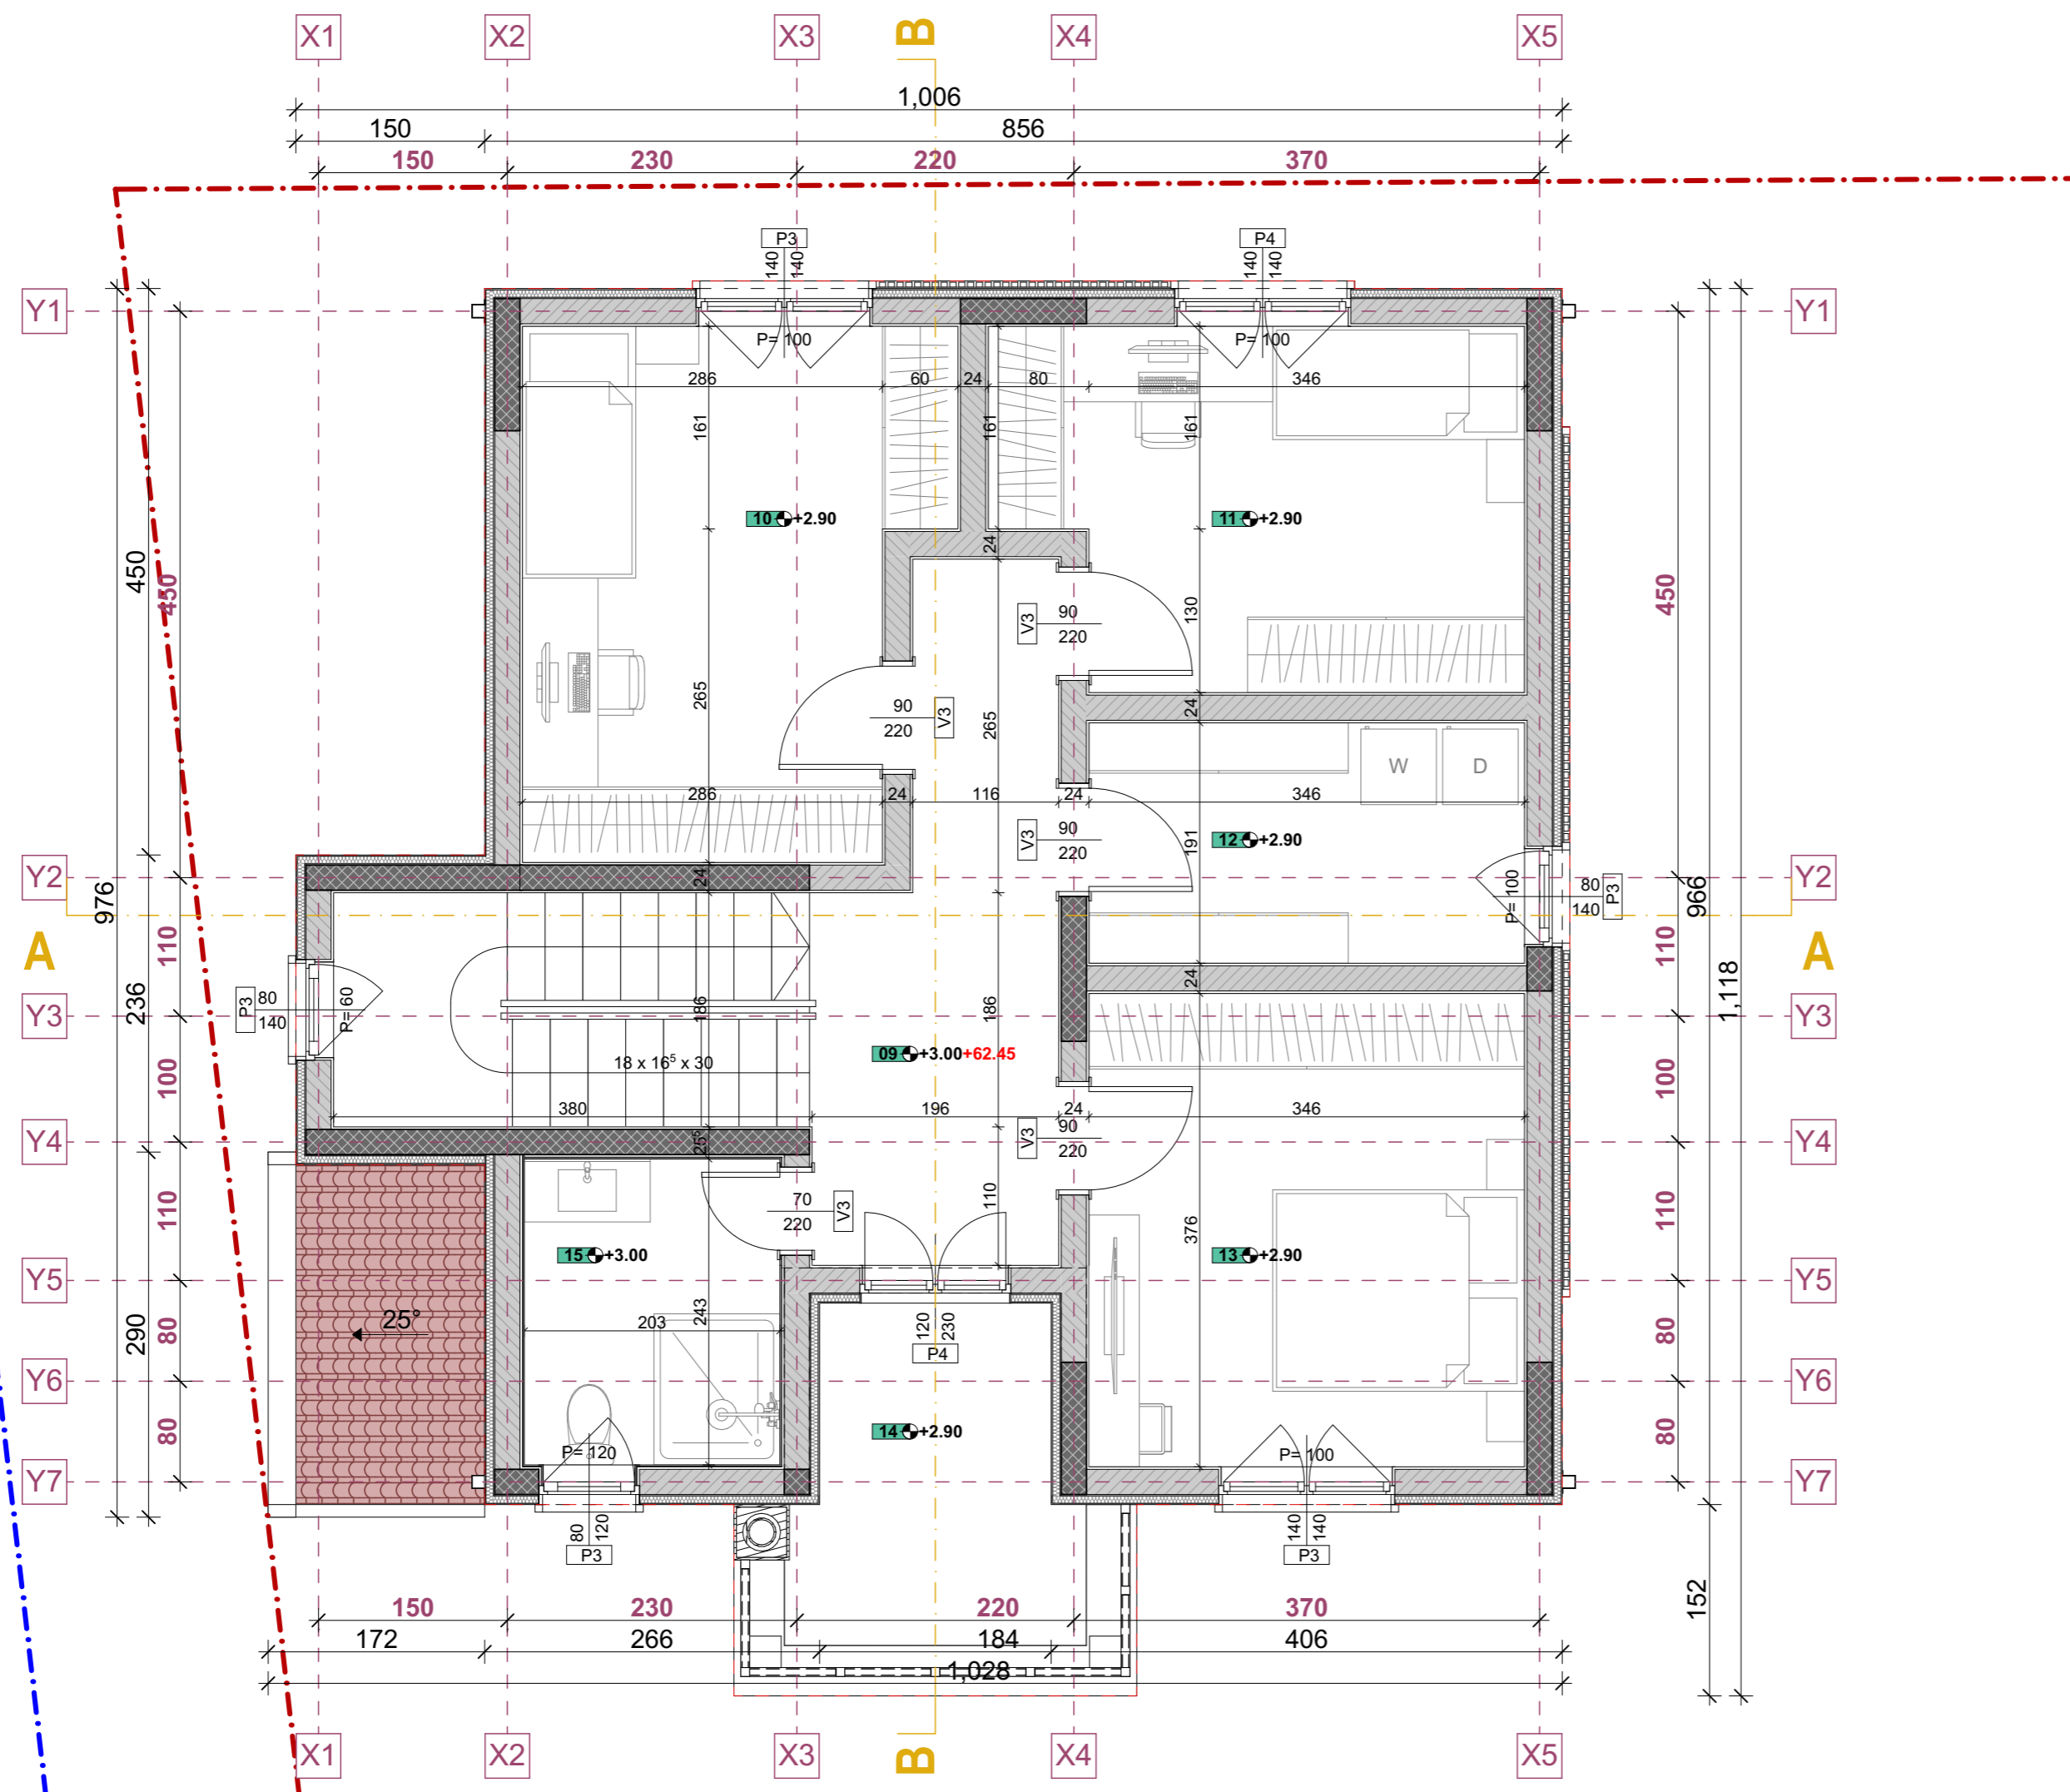 X1 X2 X3 B X4 X5
1,006
150 856
150 230 220 370
P3 P4
140 140 140 140
Y1 Y1
P= 100 P= 100
286 60 24 80 346
161 161 161
10 +2.90 11 +2.90
24
450 450 450
130
V3 90
220
265 265
24
90
220 V3
W D
286 24 116 24 346
V3 90
220
191
12 +2.90
Y2 24 Y2
P= 100
80
140 P3
976 966
110 110
A A
24
236 1,118
P3 80
140
P= 60
186 186
Y3 Y3
09 +3.00+62.45
18 x 16⁵ x 30
100 100
380 196 24 346
Y4 25⁵ V3 90
220 Y4
110 110 110
70
220 V3
376
15 +3.00 13 +2.90
Y5 Y5
25°
290 80 243 80
203
120 230
P4
Y6 Y6
80 80
14 +2.90
P= 120 P= 100
Y7 Y7
80 120 140 140
P3 P3
152
150 230 220 370
172 266 184 406
1,028
X1 X2 X3 B X4 X5